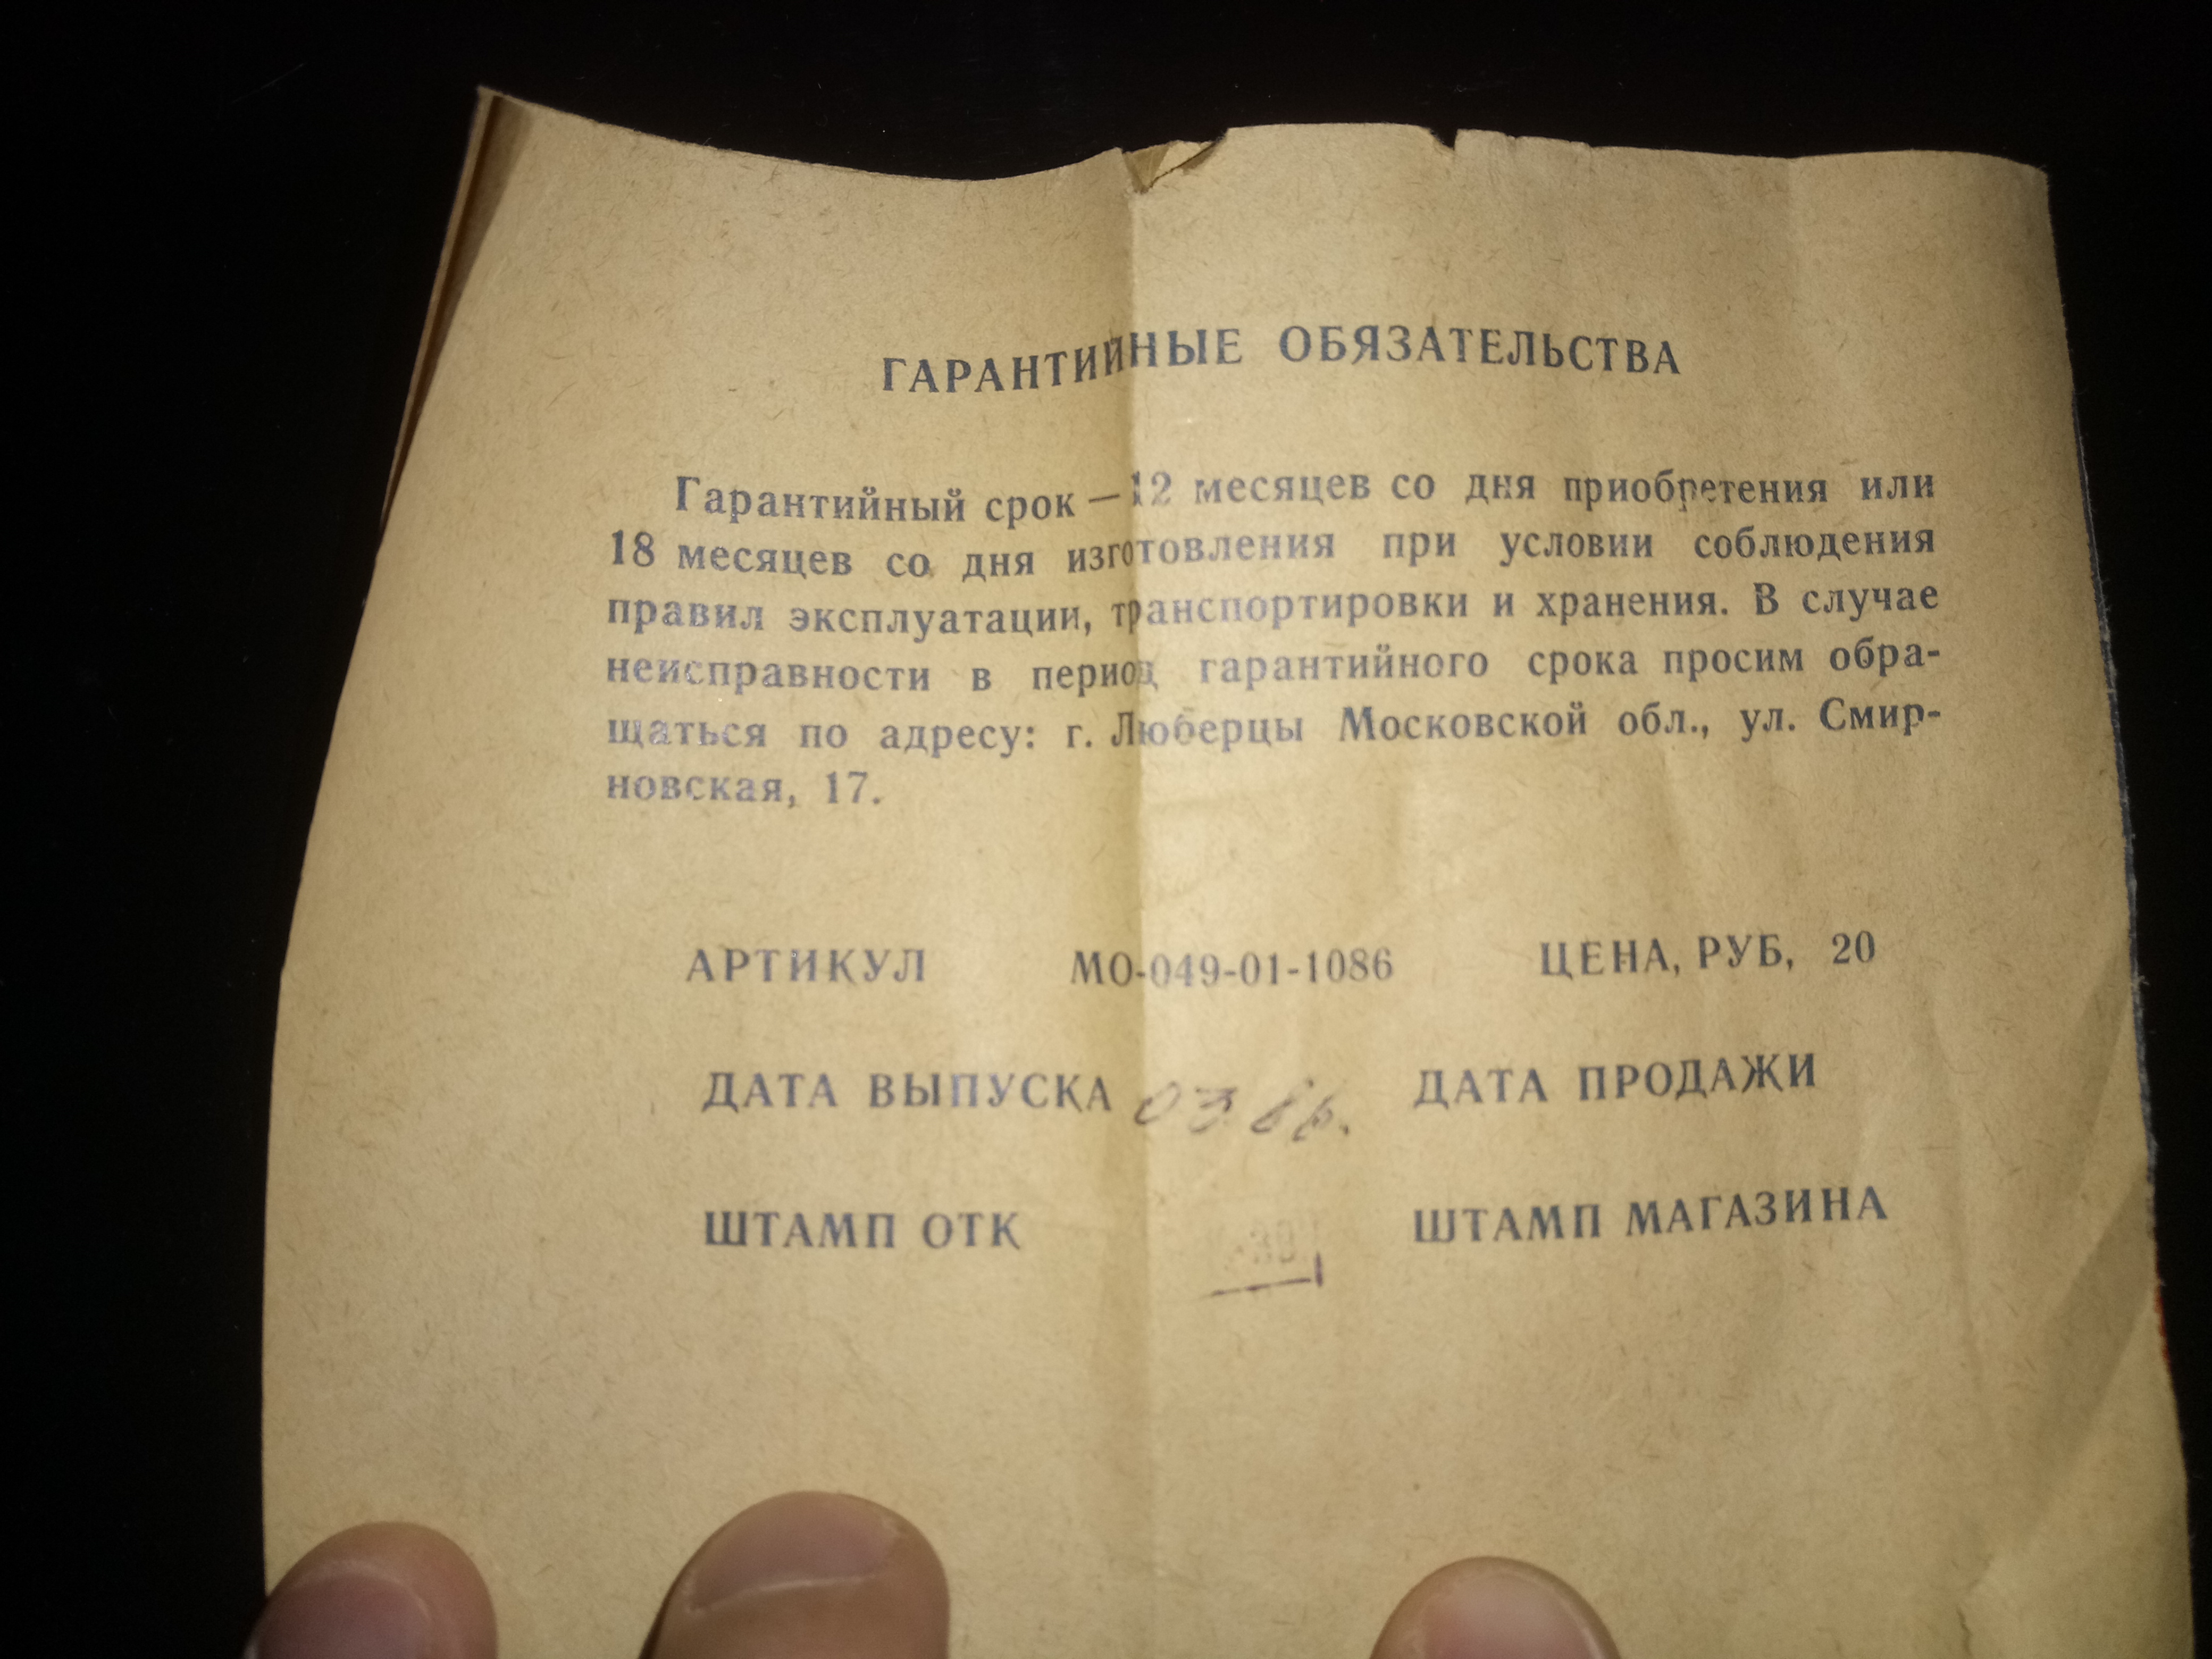 ГАРАНТИЙНЫЕ ОБЯЗАТЕЛЬСТВА
Гарантийный срок — 12 месяцев со дня приобретения или
18 месяцев со дня изготовления при условии соблюдения
правил эксплуатации, транспортировки и хранения. В случае
неисправности в период гарантийного срока просим обра-
щаться по адресу: г. Люберцы Московской обл., ул. Смир-
новская, 17.
АРТИКУЛ МО-049-01-1086 ЦЕНА, РУБ, 20
ДАТА ВЫПУСКА 03.86. ДАТА ПРОДАЖИ
ШТАМП ОТК ШТАМП МАГАЗИНА